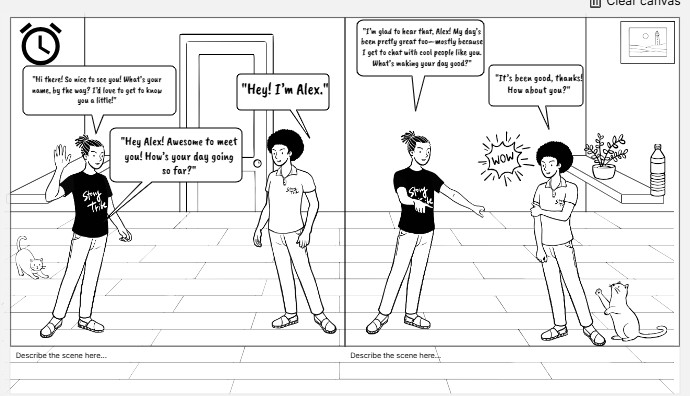 Clear canvas
"Hi there! So nice to see you! What's your
name, by the way? I'd love to get to know
you a little!"
"Hey! I'm Alex."
"Hey Alex! Awesome to meet
you! How's your day going
so far?"
Stay
Tribe
"I'm glad to hear that, Alex! My day's
been pretty great too—mostly because
I get to chat with cool people like you.
What's making your day good?"
"It's been good, thanks!
How about you?"
WOW
Stay
Tribe
Describe the scene here...
Describe the scene here...